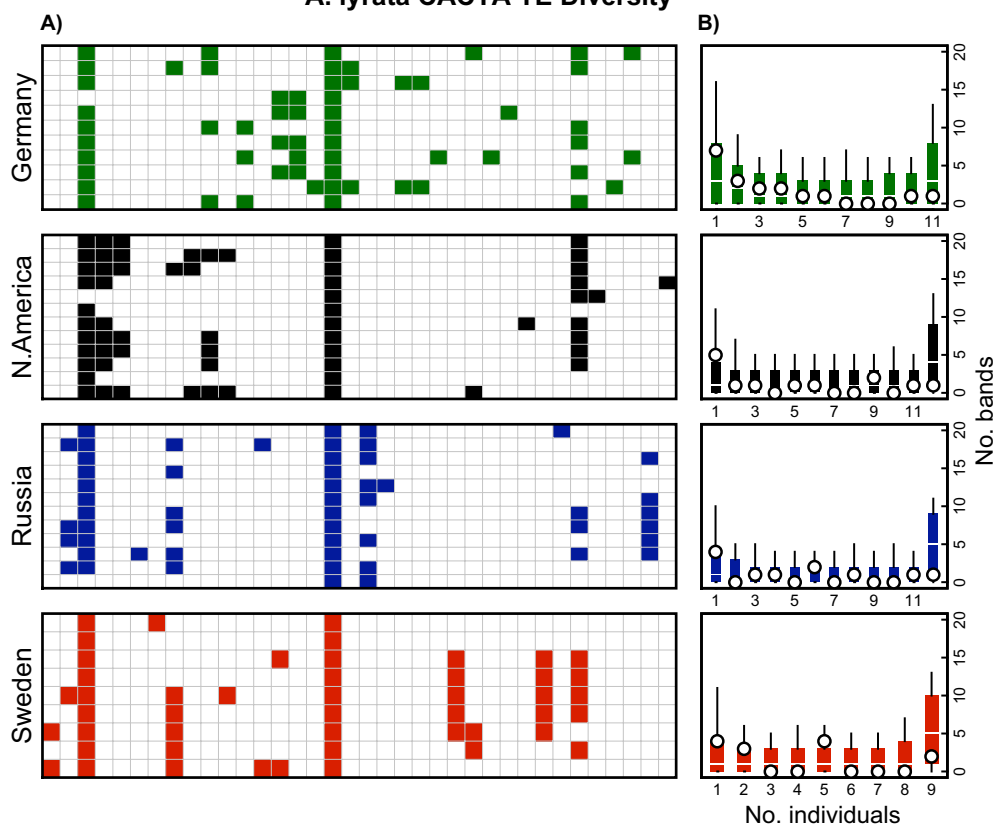 A. lyrata CACTA TE Diversity
A)
B)
Germany
0 5 10 15 20
1 3 5 7 9 11
N.America
0 5 10 15 20
1 3 5 7 9 11
Russia
0 5 10 15 20
1 3 5 7 9 11
Sweden
0 5 10 15 20
1 2 3 4 5 6 7 8 9
No. bands
No. individuals